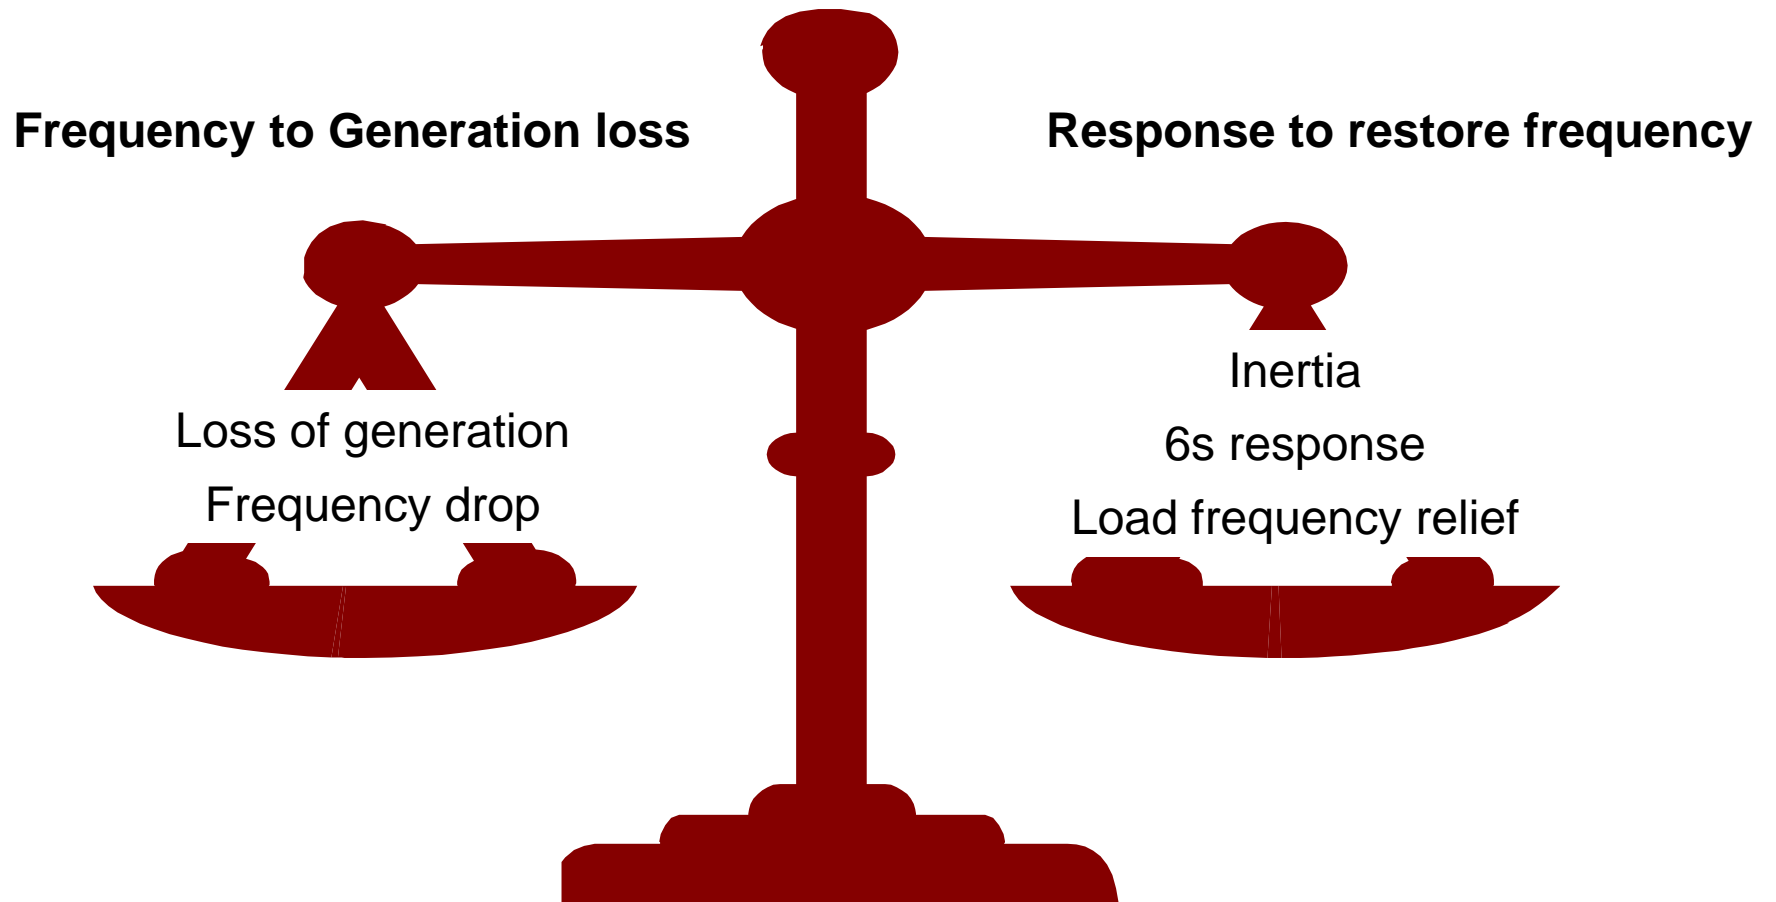 Frequency to Generation loss
Loss of generation
Frequency drop
Response to restore frequency
Inertia
6s response
Load frequency relief